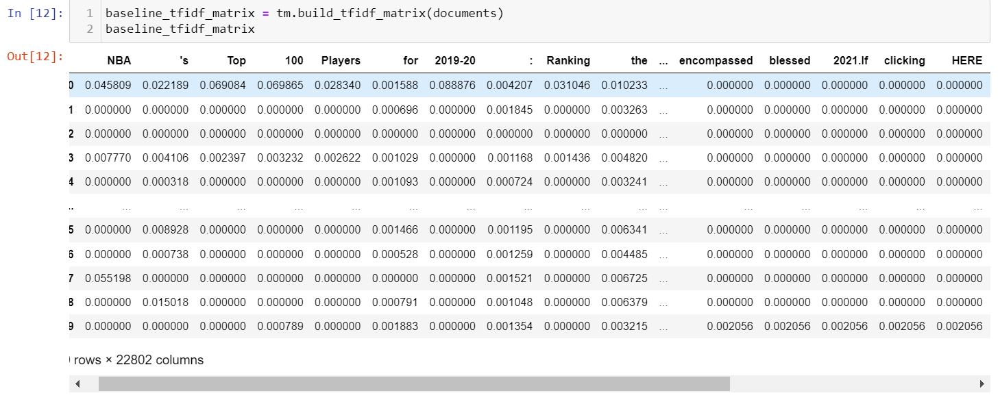 In [12]: 1 baseline_tfidf_matrix = tm.build_tfidf_matrix(documents)
2 baseline_tfidf_matrix
Out[12]:
NBA 's Top 100 Players for 2019-20 : Ranking the ... encompassed blessed 2021.If clicking HERE
0 0.045809 0.022189 0.069084 0.069865 0.028340 0.001588 0.088876 0.004207 0.031046 0.010233 ... 0.000000 0.000000 0.000000 0.000000 0.000000
1 0.000000 0.000000 0.000000 0.000000 0.000000 0.000696 0.000000 0.001845 0.000000 0.003263 ... 0.000000 0.000000 0.000000 0.000000 0.000000
2 0.000000 0.000000 0.000000 0.000000 0.000000 0.000000 0.000000 0.000000 0.000000 0.000000 ... 0.000000 0.000000 0.000000 0.000000 0.000000
3 0.007770 0.004106 0.002397 0.003232 0.002622 0.001029 0.000000 0.001168 0.001436 0.004820 ... 0.000000 0.000000 0.000000 0.000000 0.000000
4 0.000000 0.000318 0.000000 0.000000 0.000000 0.001093 0.000000 0.000724 0.000000 0.003241 ... 0.000000 0.000000 0.000000 0.000000 0.000000
.. ... ... ... ... ... ... ... ... ... ... ... ... ... ... ... ...
5 0.000000 0.008928 0.000000 0.000000 0.000000 0.001466 0.000000 0.001195 0.000000 0.006341 ... 0.000000 0.000000 0.000000 0.000000 0.000000
6 0.000000 0.000738 0.000000 0.000000 0.000000 0.000528 0.000000 0.001259 0.000000 0.004485 ... 0.000000 0.000000 0.000000 0.000000 0.000000
7 0.055198 0.000000 0.000000 0.000000 0.000000 0.000000 0.000000 0.001521 0.000000 0.006725 ... 0.000000 0.000000 0.000000 0.000000 0.000000
8 0.000000 0.015018 0.000000 0.000000 0.000000 0.000791 0.000000 0.001048 0.000000 0.006379 ... 0.000000 0.000000 0.000000 0.000000 0.000000
9 0.000000 0.000000 0.000000 0.000789 0.000000 0.001883 0.000000 0.001354 0.000000 0.003215 ... 0.002056 0.002056 0.002056 0.002056 0.002056
rows × 22802 columns